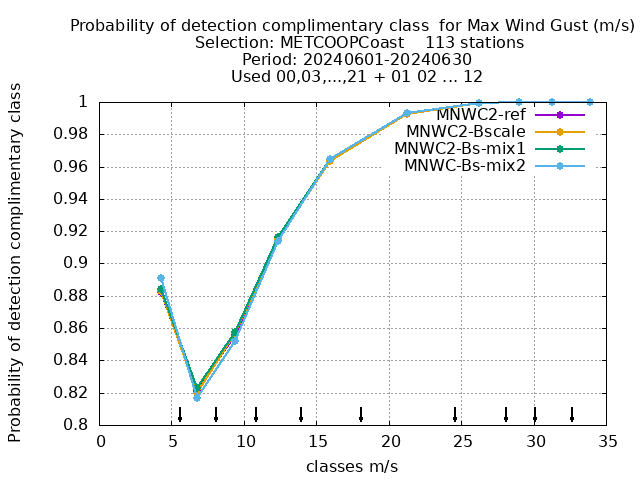 Probability of detection complimentary class  for Max Wind Gust (m/s)
Selection: METCOOPCoast    113 stations
Period: 20240601-20240630
Used 00,03,...,21 + 01 02 ... 12
Probability of detection complimentary class
1
0.98
0.96
0.94
0.92
0.9
0.88
0.86
0.84
0.82
0.8
MNWC2-ref
MNWC2-Bscale
MNWC2-Bs-mix1
MNWC-Bs-mix2
0 5 10 15 20 25 30 35
classes m/s